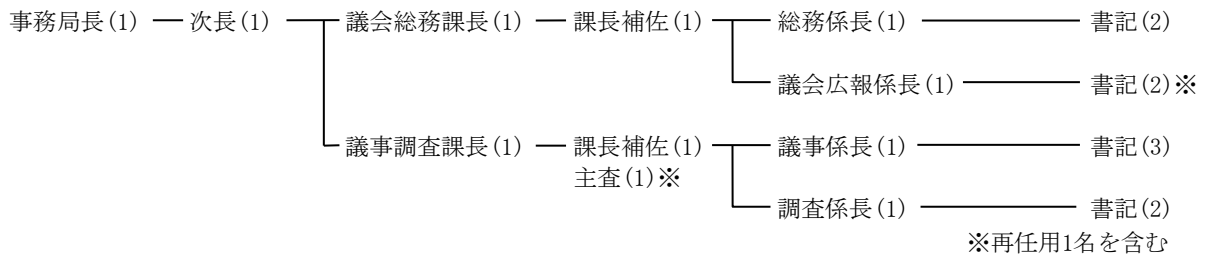 事務局長(1) 次長(1) 議会総務課長(1) 課長補佐(1) 総務係長(1) 書記(2)
議会広報係長(1) 書記(2)※
議事調査課長(1) 課長補佐(1) 議事係長(1) 書記(3)
主査(1)※
調査係長(1) 書記(2)
※再任用1名を含む